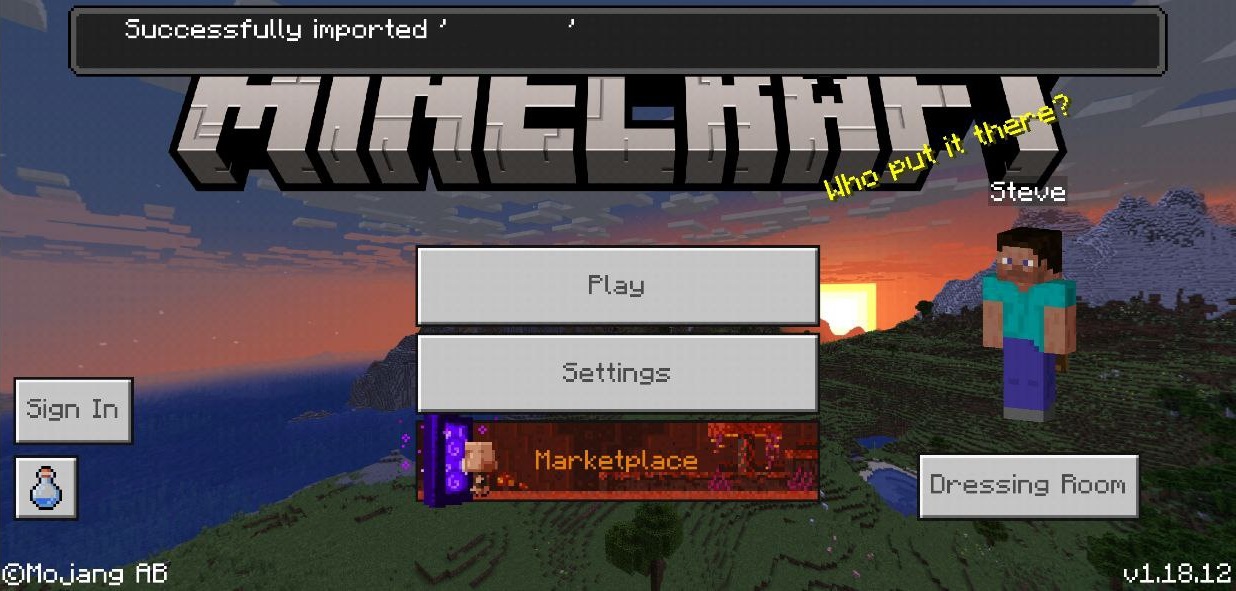 Successfully imported '          '
MINECRAFT
Who put it there?
Steve
Play
Settings
Sign In
Marketplace
Dressing Room
©Mojang AB
v1.18.12